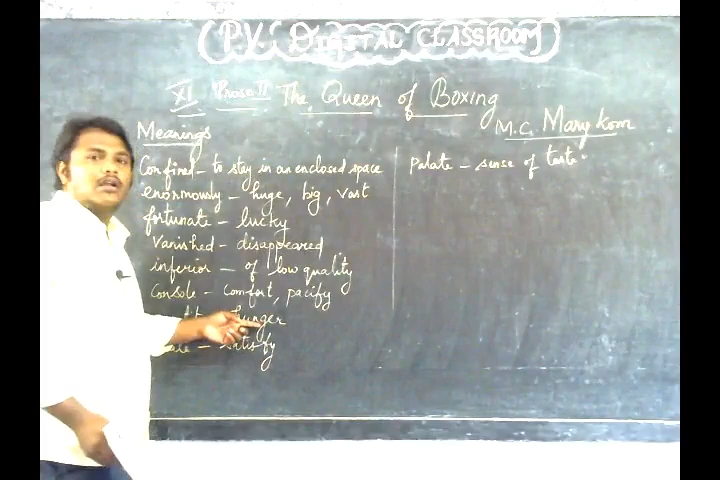 P.V. DIGITAL CLASSROOM
XI Prose II The Queen of Boxing
M.C. Mary Kom
Meanings
Confined – to stay in an enclosed space
enormously – huge, big, vast
fortunate – lucky
Vanished – disappeared
inferior – of low quality
Console – comfort, pacify
hunger
– satisfy
palate – sense of taste